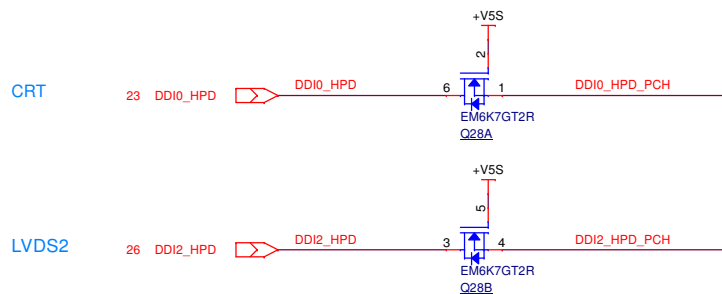 +V5S
2
CRT
23 DDI0_HPD
DDI0_HPD
6
1
DDI0_HPD_PCH
EM6K7GT2R
Q28A
+V5S
5
LVDS2
26 DDI2_HPD
DDI2_HPD
3
4
DDI2_HPD_PCH
EM6K7GT2R
Q28B